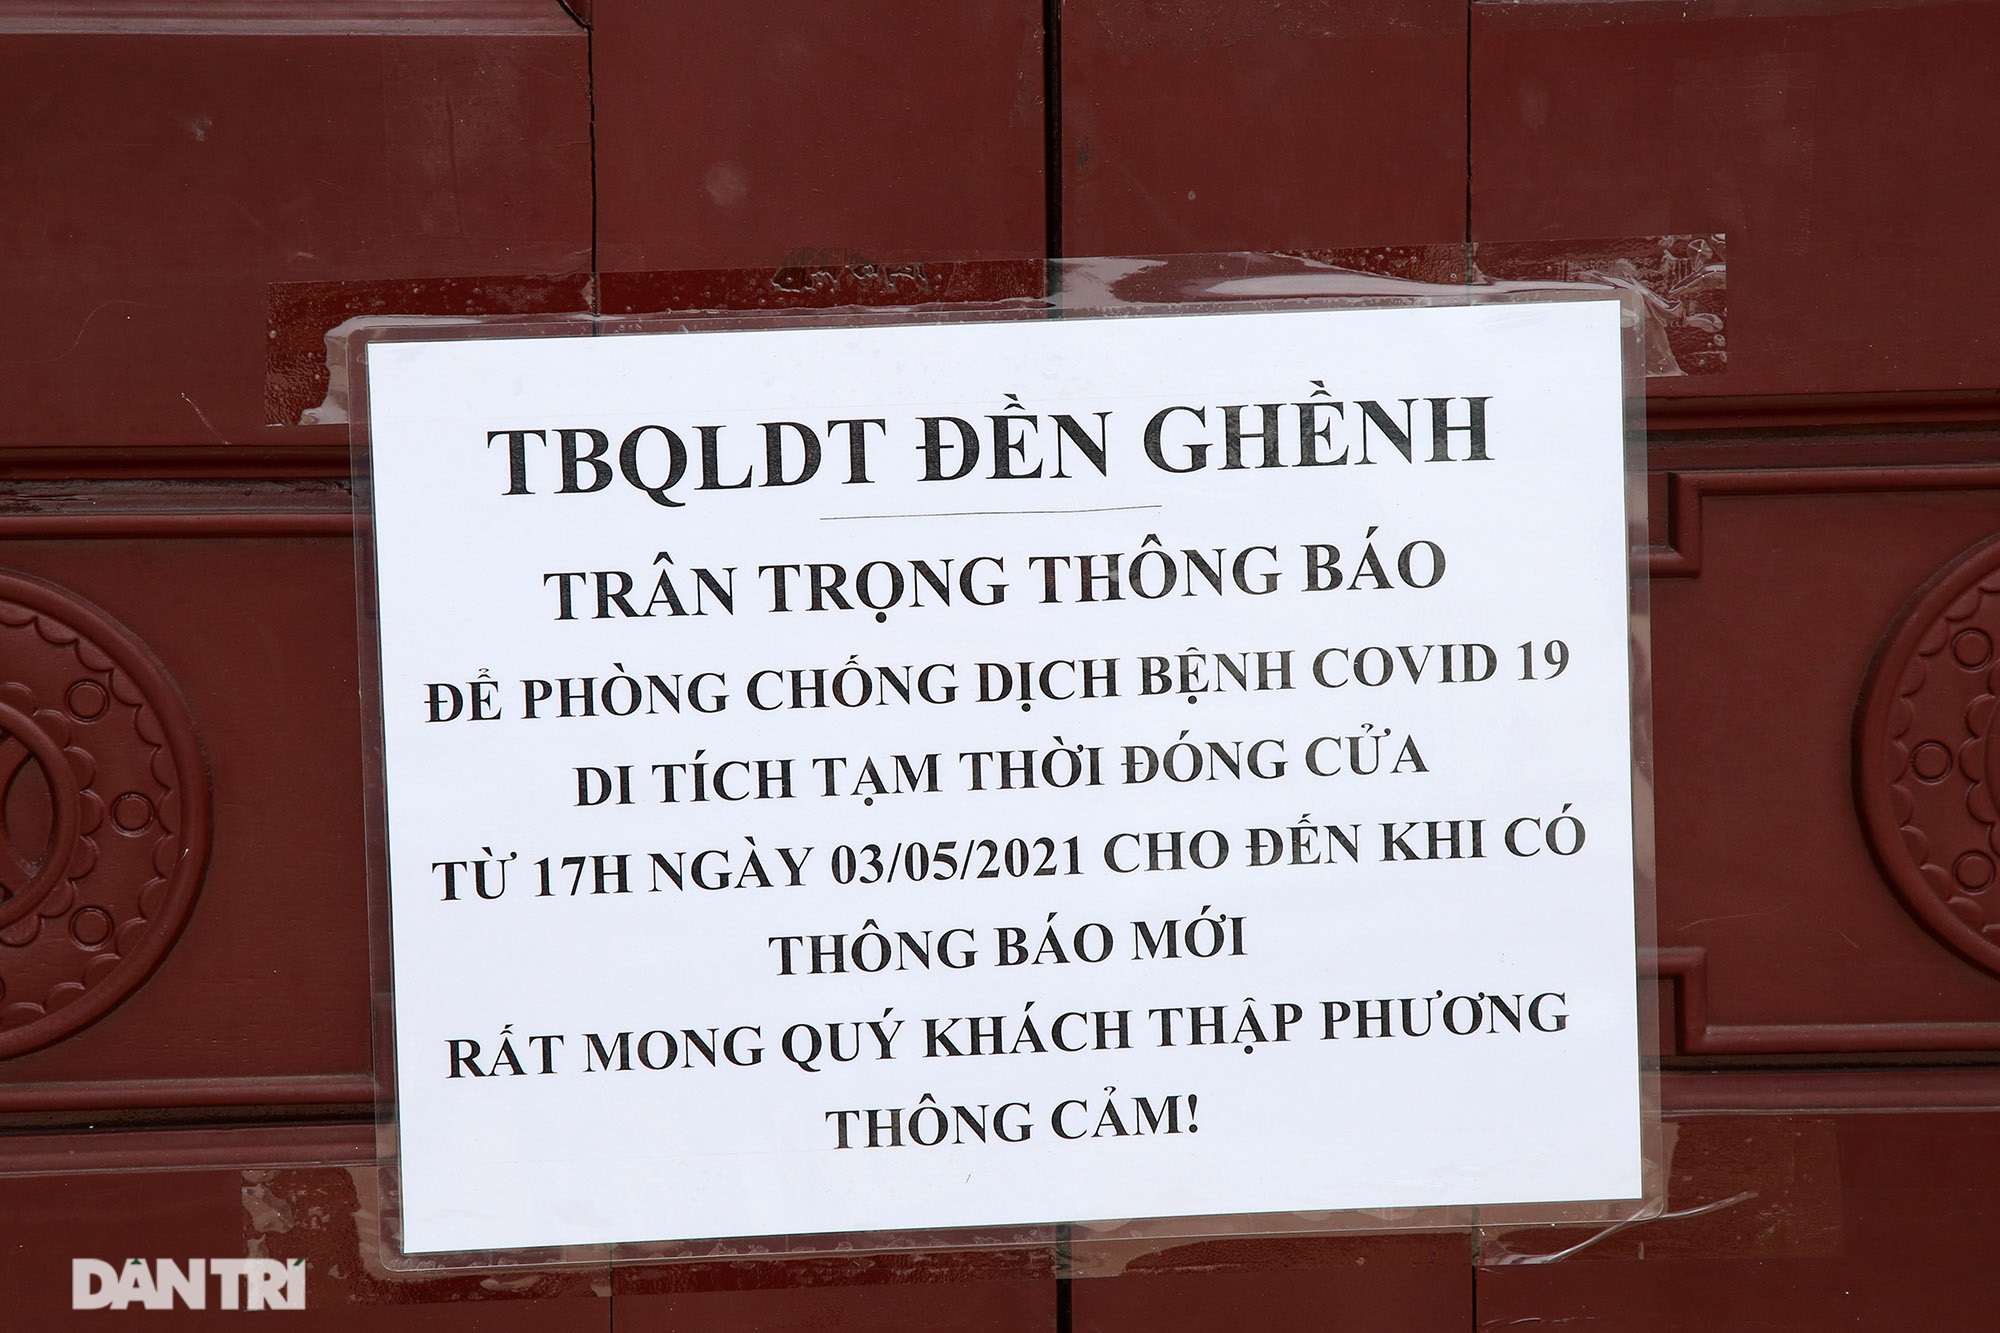 TBQLDT ĐỀN GHỀNH
TRÂN TRỌNG THÔNG BÁO
ĐỂ PHÒNG CHỐNG DỊCH BỆNH COVID 19
DI TÍCH TẠM THỜI ĐÓNG CỬA
TỪ 17H NGÀY 03/05/2021 CHO ĐẾN KHI CÓ
THÔNG BÁO MỚI
RẤT MONG QUÝ KHÁCH THẬP PHƯƠNG
THÔNG CẢM!
DÂN TRÍ